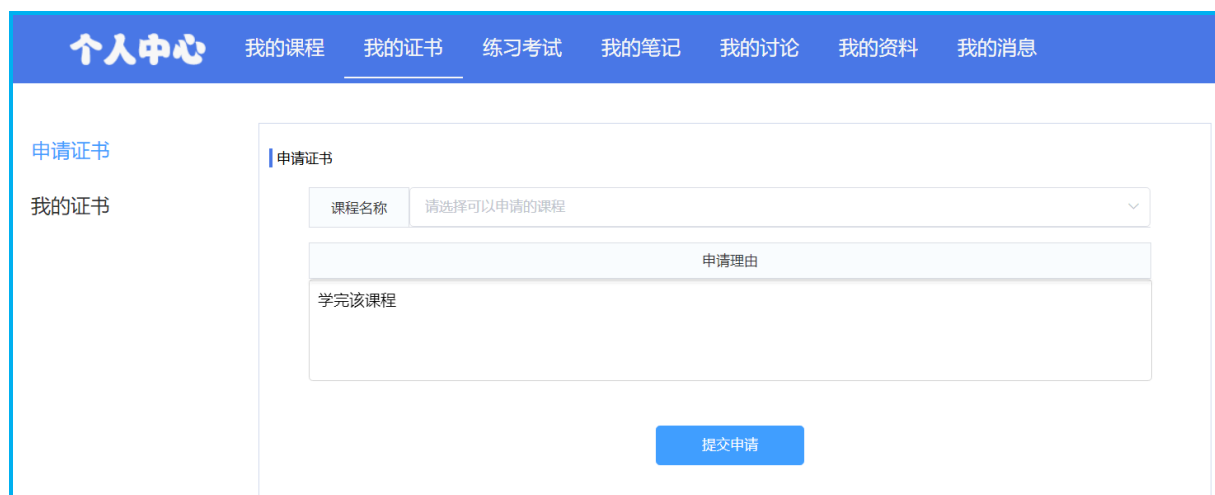 个人中心 我的课程 我的证书 练习考试 我的笔记 我的讨论 我的资料 我的消息
申请证书
我的证书
申请证书
课程名称 请选择可以申请的课程
申请理由
学完该课程
提交申请